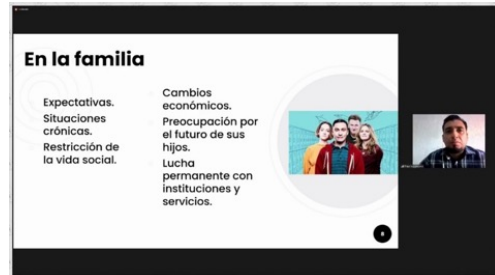 En la familia
Expectativas.
Situaciones
crónicas.
Restricción de
la vida social.
Cambios
económicos.
Preocupación por
el futuro de sus
hijos.
Lucha
permanente con
instituciones y
servicios.
8